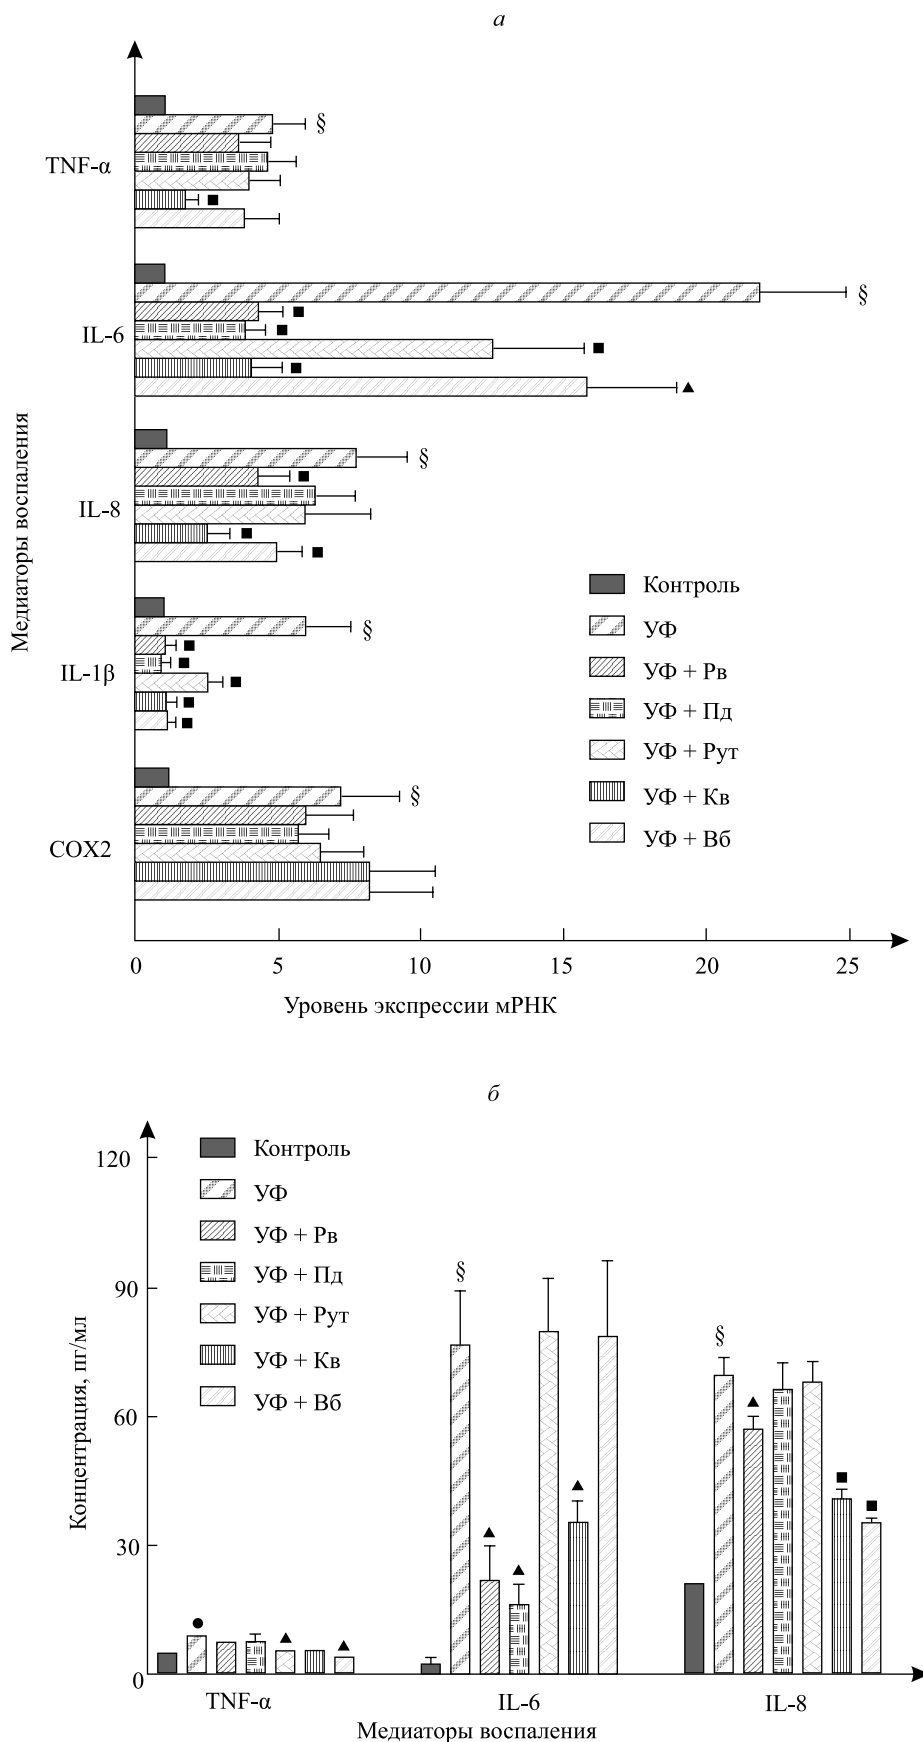 а
§
TNF-α
§
IL-6
§
IL-8
§
IL-1β
§
COX2
Медиаторы воспаления
Контроль
УФ
УФ + Рв
УФ + Пд
УФ + Рут
УФ + Кв
УФ + Вб
0 5 10 15 20 25
Уровень экспрессии мРНК
б
Контроль
УФ
УФ + Рв
УФ + Пд
УФ + Рут
УФ + Кв
УФ + Вб
120
90
60
30
0
Концентрация, пг/мл
§
§
TNF-α IL-6 IL-8
Медиаторы воспаления